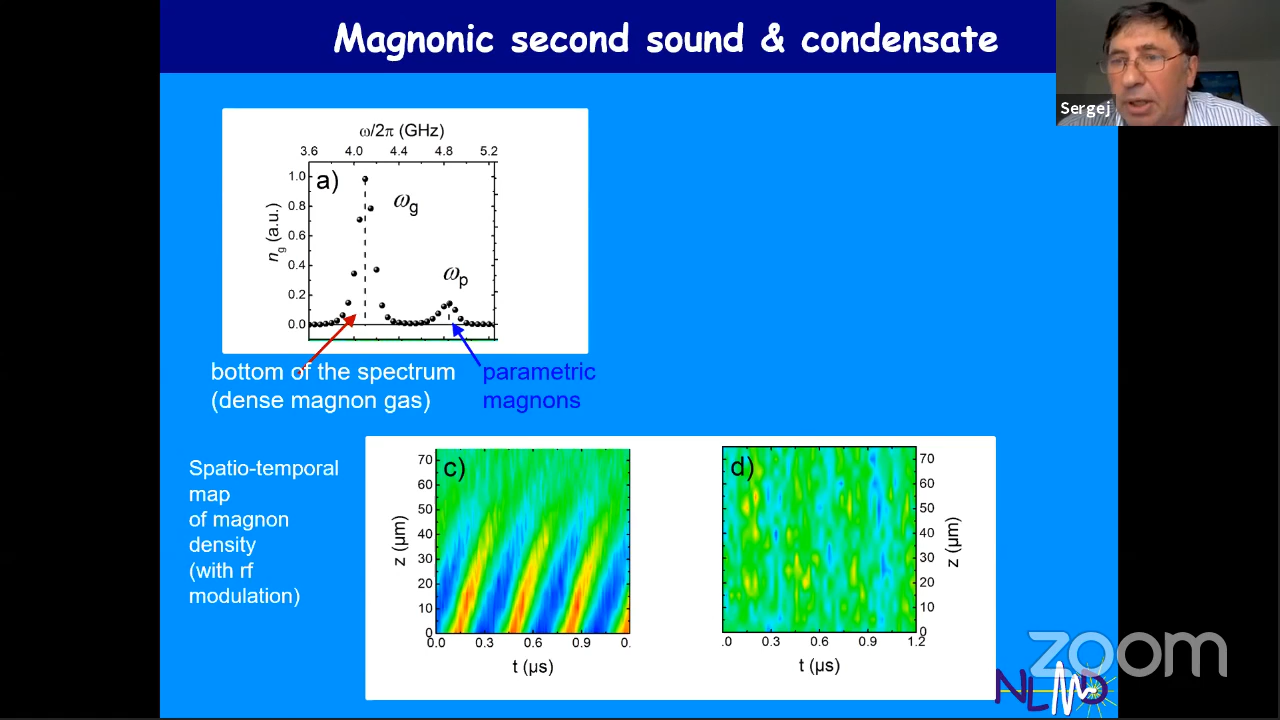 Magnonic second sound & condensate
Sergej
ω/2π (GHz)
3.6 4.0 4.4 4.8 5.2
a)
ωg
ωp
ng (a.u.)
1.0
0.8
0.6
0.4
0.2
0.0
bottom of the spectrum
(dense magnon gas)
parametric
magnons
Spatio-temporal
map
of magnon
density
(with rf
modulation)
c)
z (μm)
70
60
50
40
30
20
10
0
0.0 0.3 0.6 0.9 0.
t (μs)
d)
70
60
50
40
30
20
10
0
z (μm)
.0 0.3 0.6 0.9 1.2
t (μs)
zoom
NLMD